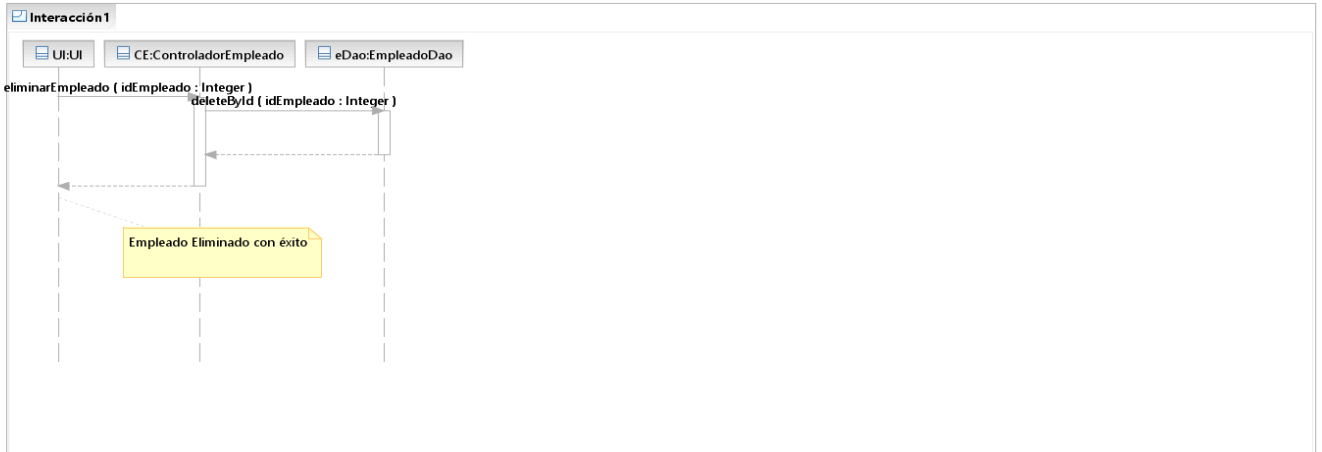 Interacción1
UI:UI
CE:ControladorEmpleado
eDao:EmpleadoDao
eliminarEmpleado ( idEmpleado : Integer )
deleteById ( idEmpleado : Integer )
Empleado Eliminado con éxito